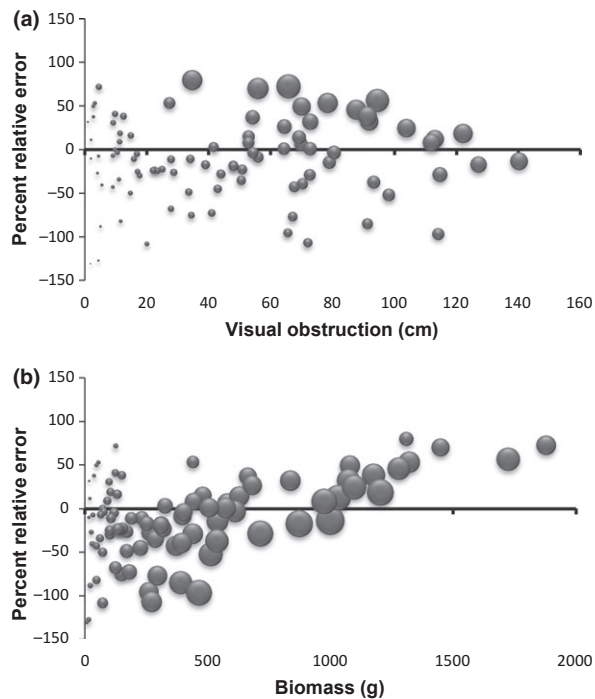 (a)
150
100
50
0
−50
−100
−150
Percent relative error
0 20 40 60 80 100 120 140 160
Visual obstruction (cm)
(b)
150
100
50
0
−50
−100
−150
Percent relative error
0 500 1000 1500 2000
Biomass (g)